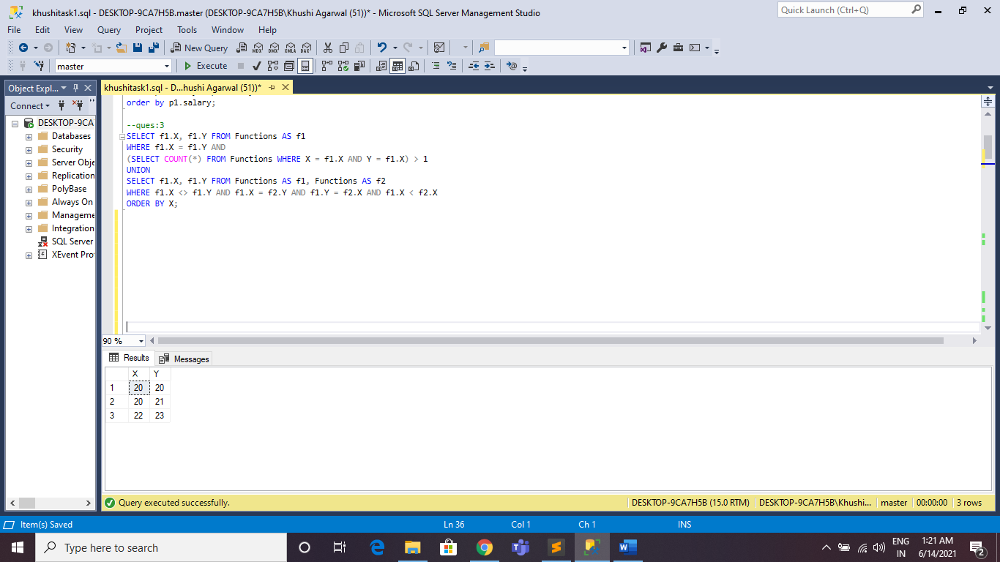 khushitask1.sql - DESKTOP-9CA7H5B.master (DESKTOP-9CA7H5B\Khushi Agarwal (51))* - Microsoft SQL Server Management Studio
Quick Launch (Ctrl+Q)
File Edit View Query Project Tools Window Help
New Query MDX DMX XMLA DAX
master Execute
Object Expl...
khushitask1.sql - D...hushi Agarwal (51))*
Connect
DESKTOP-9CA
Databases
Security
Server Obje
Replication
PolyBase
Always On
Manageme
Integration
SQL Server
XEvent Prof
order by p1.salary;
--ques:3
SELECT f1.X, f1.Y FROM Functions AS f1
WHERE f1.X = f1.Y AND
(SELECT COUNT(*) FROM Functions WHERE X = f1.X AND Y = f1.X) > 1
UNION
SELECT f1.X, f1.Y FROM Functions AS f1, Functions AS f2
WHERE f1.X <> f1.Y AND f1.X = f2.Y AND f1.Y = f2.X AND f1.X < f2.X
ORDER BY X;
90 %
Results Messages
X Y
1 20 20
2 20 21
3 22 23
Query executed successfully.
DESKTOP-9CA7H5B (15.0 RTM) DESKTOP-9CA7H5B\Khushi... master 00:00:00 3 rows
Item(s) Saved Ln 36 Col 1 Ch 1 INS
Type here to search
ENG
IN
1:21 AM
6/14/2021
2